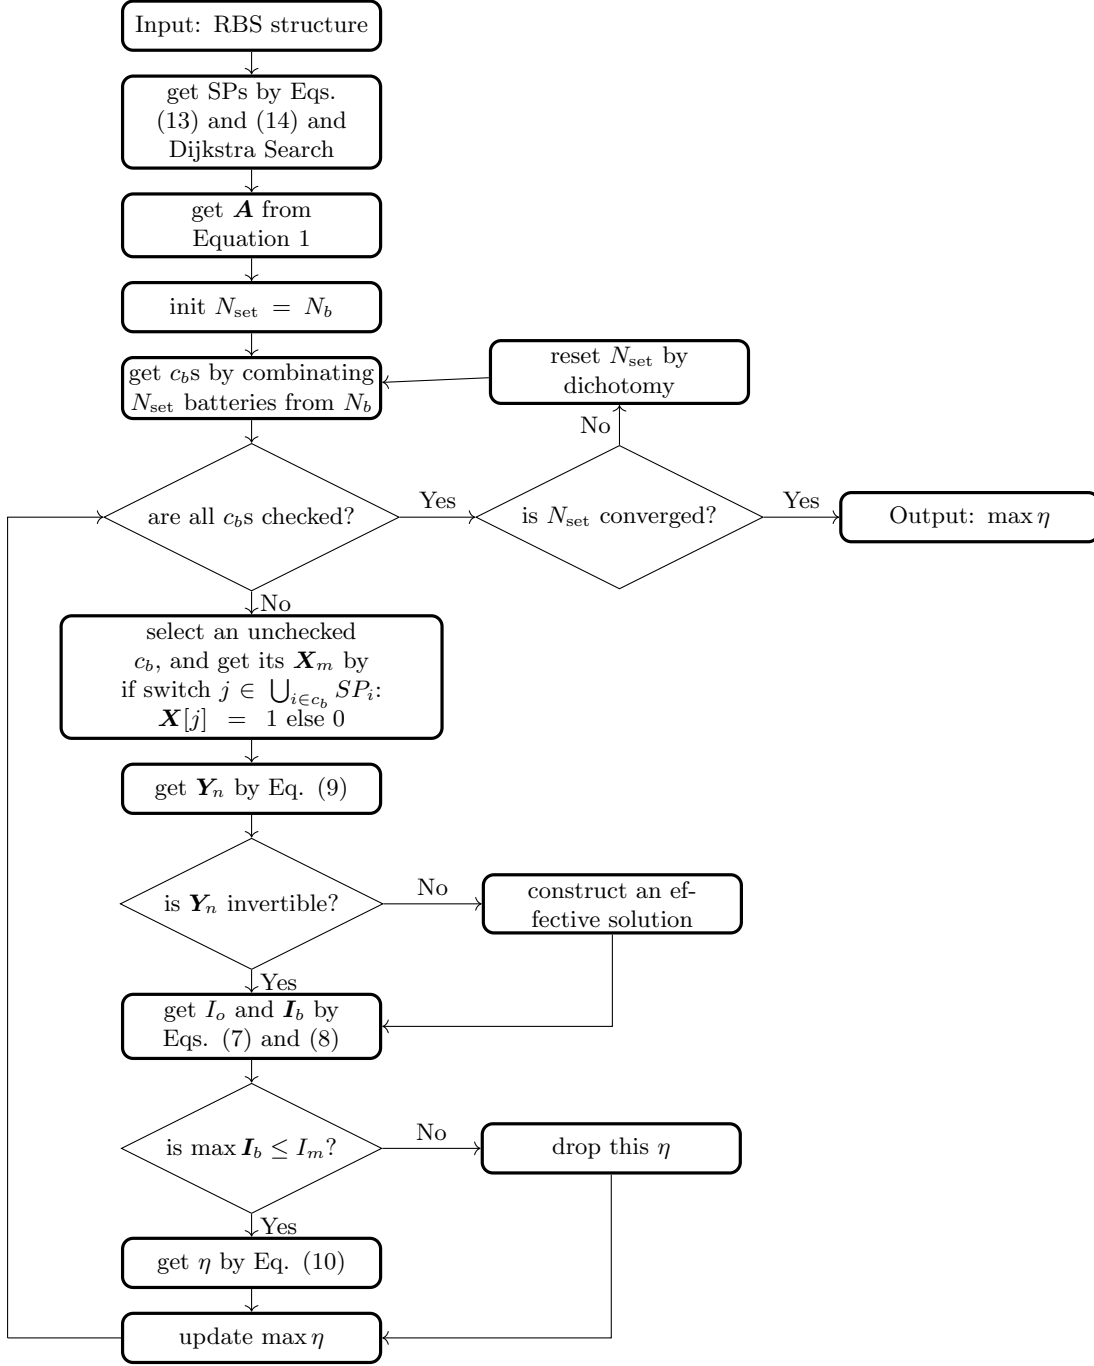 Input: RBS structure
get SPs by Eqs.
(13) and (14) and
Dijkstra Search
get A from
Equation 1
init N_set = N_b
get c_bs by combinating
N_set batteries from N_b
reset N_set by
dichotomy
No
are all c_bs checked?
Yes
is N_set converged?
Yes
Output: max η
No
select an unchecked
c_b, and get its X_m by
if switch j ∈ ⋃_{i∈c_b} SP_i:
X[j] = 1 else 0
get Y_n by Eq. (9)
is Y_n invertible?
No
construct an ef-
fective solution
Yes
get I_o and I_b by
Eqs. (7) and (8)
is max I_b ≤ I_m?
No
drop this η
Yes
get η by Eq. (10)
update max η